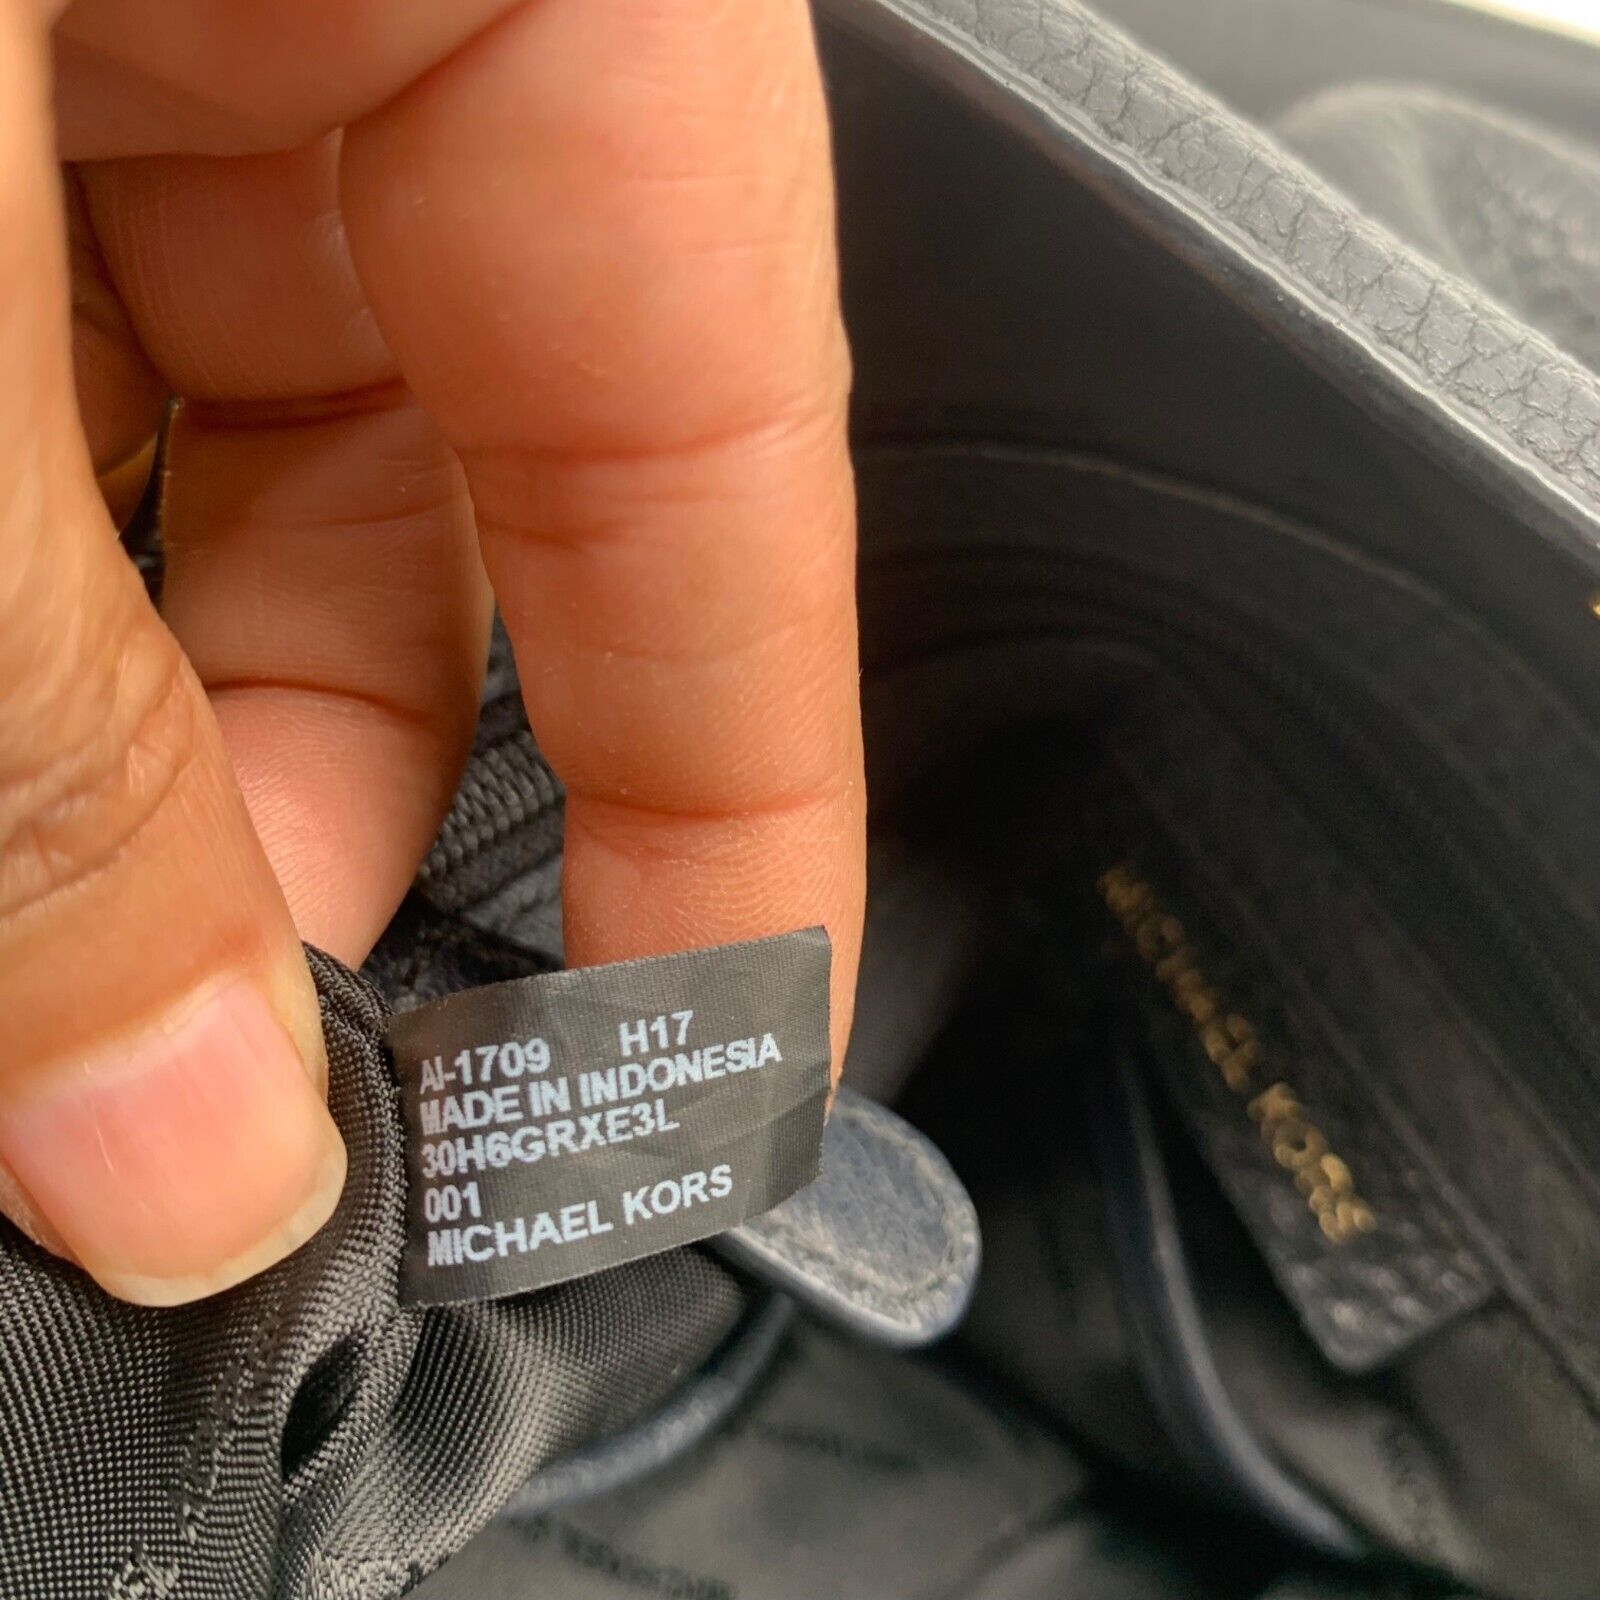 AI-1709 H17
MADE IN INDONESIA
30H6GRXE3L
001
MICHAEL KORS
MICHAEL KORS